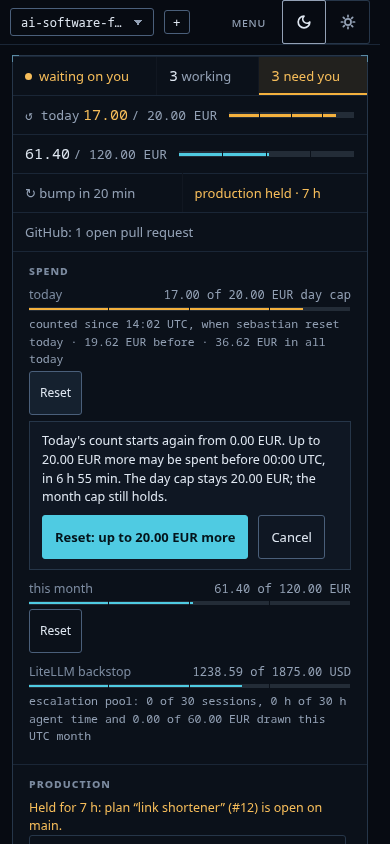 ai-software-f…
+
MENU
waiting on you
3 working
3 need you
↺ today 17.00 / 20.00 EUR
61.40 / 120.00 EUR
↻ bump in 20 min
production held · 7 h
GitHub: 1 open pull request
SPEND
today 17.00 of 20.00 EUR day cap
counted since 14:02 UTC, when sebastian reset
today · 19.62 EUR before · 36.62 EUR in all
today
Reset
Today's count starts again from 0.00 EUR. Up to
20.00 EUR more may be spent before 00:00 UTC,
in 6 h 55 min. The day cap stays 20.00 EUR; the
month cap still holds.
Reset: up to 20.00 EUR more
Cancel
this month 61.40 of 120.00 EUR
Reset
LiteLLM backstop 1238.59 of 1875.00 USD
escalation pool: 0 of 30 sessions, 0 h of 30 h
agent time and 0.00 of 60.00 EUR drawn this
UTC month
PRODUCTION
Held for 7 h: plan “link shortener” (#12) is open on
main.